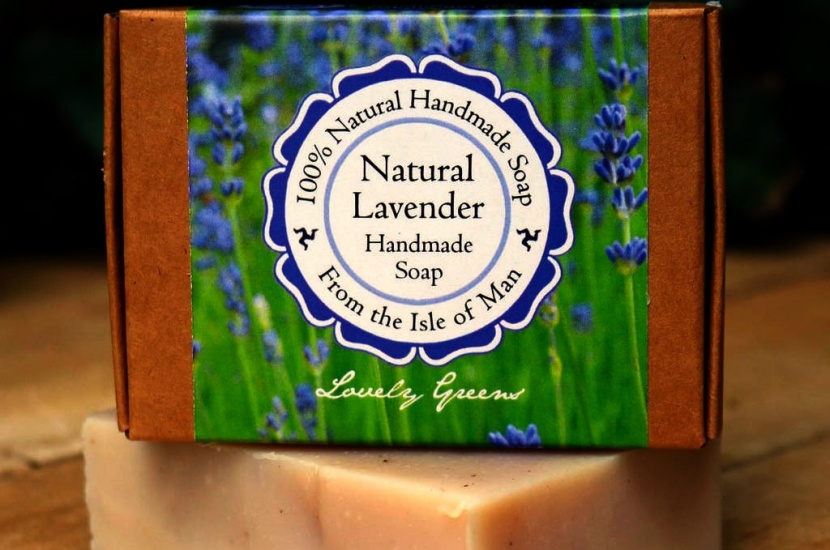 100% Natural Handmade Soap
Natural
Lavender
Handmade
Soap
From the Isle of Man
Lovely Greens